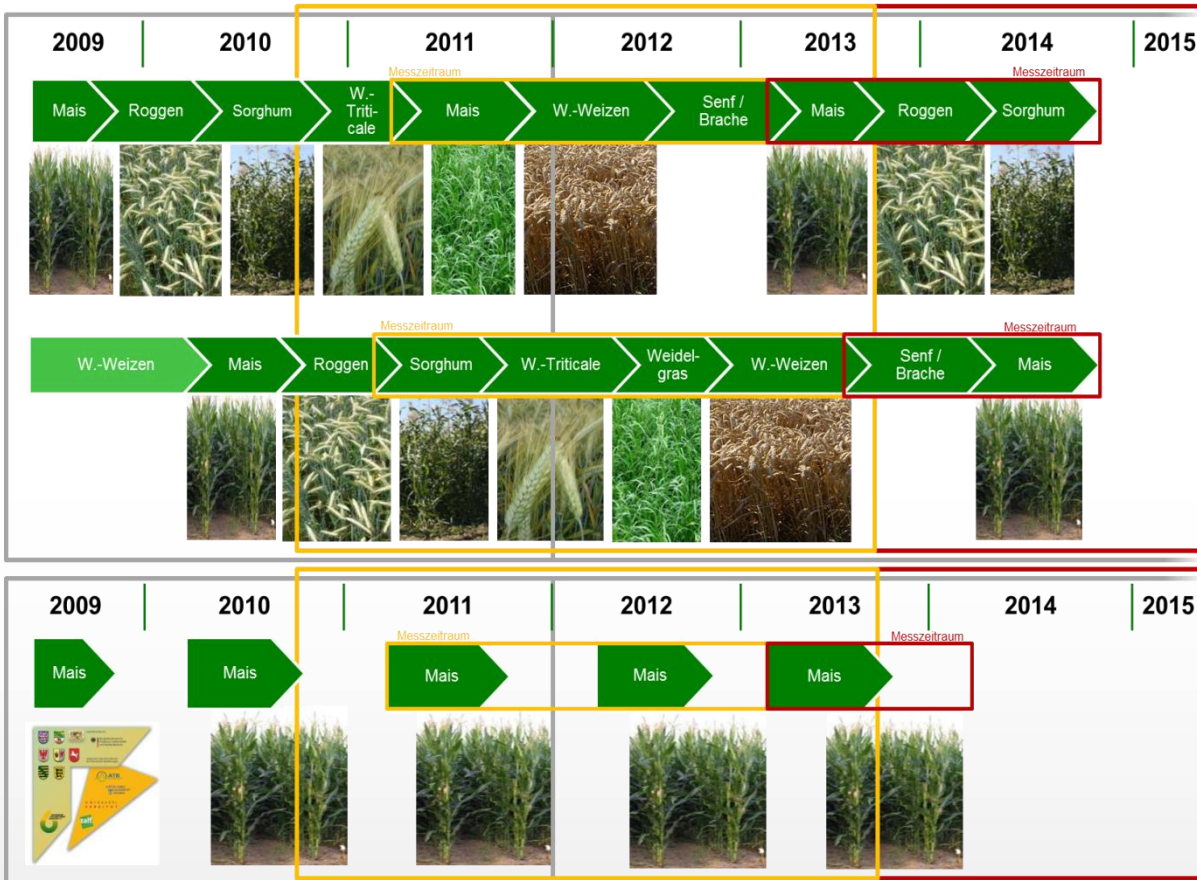 2009 2010 2011 2012 2013 2014 2015
Messzeitraum Messzeitraum
Mais Roggen Sorghum W.- Mais W.-Weizen Senf / Mais Roggen Sorghum
Triti- Brache
cale
Messzeitraum Messzeitraum
W.-Weizen Mais Roggen Sorghum W.-Triticale Weidel- W.-Weizen Senf / Mais
gras Brache
2009 2010 2011 2012 2013 2014 2015
Messzeitraum Messzeitraum
Mais Mais Mais Mais Mais
ATB
zalf